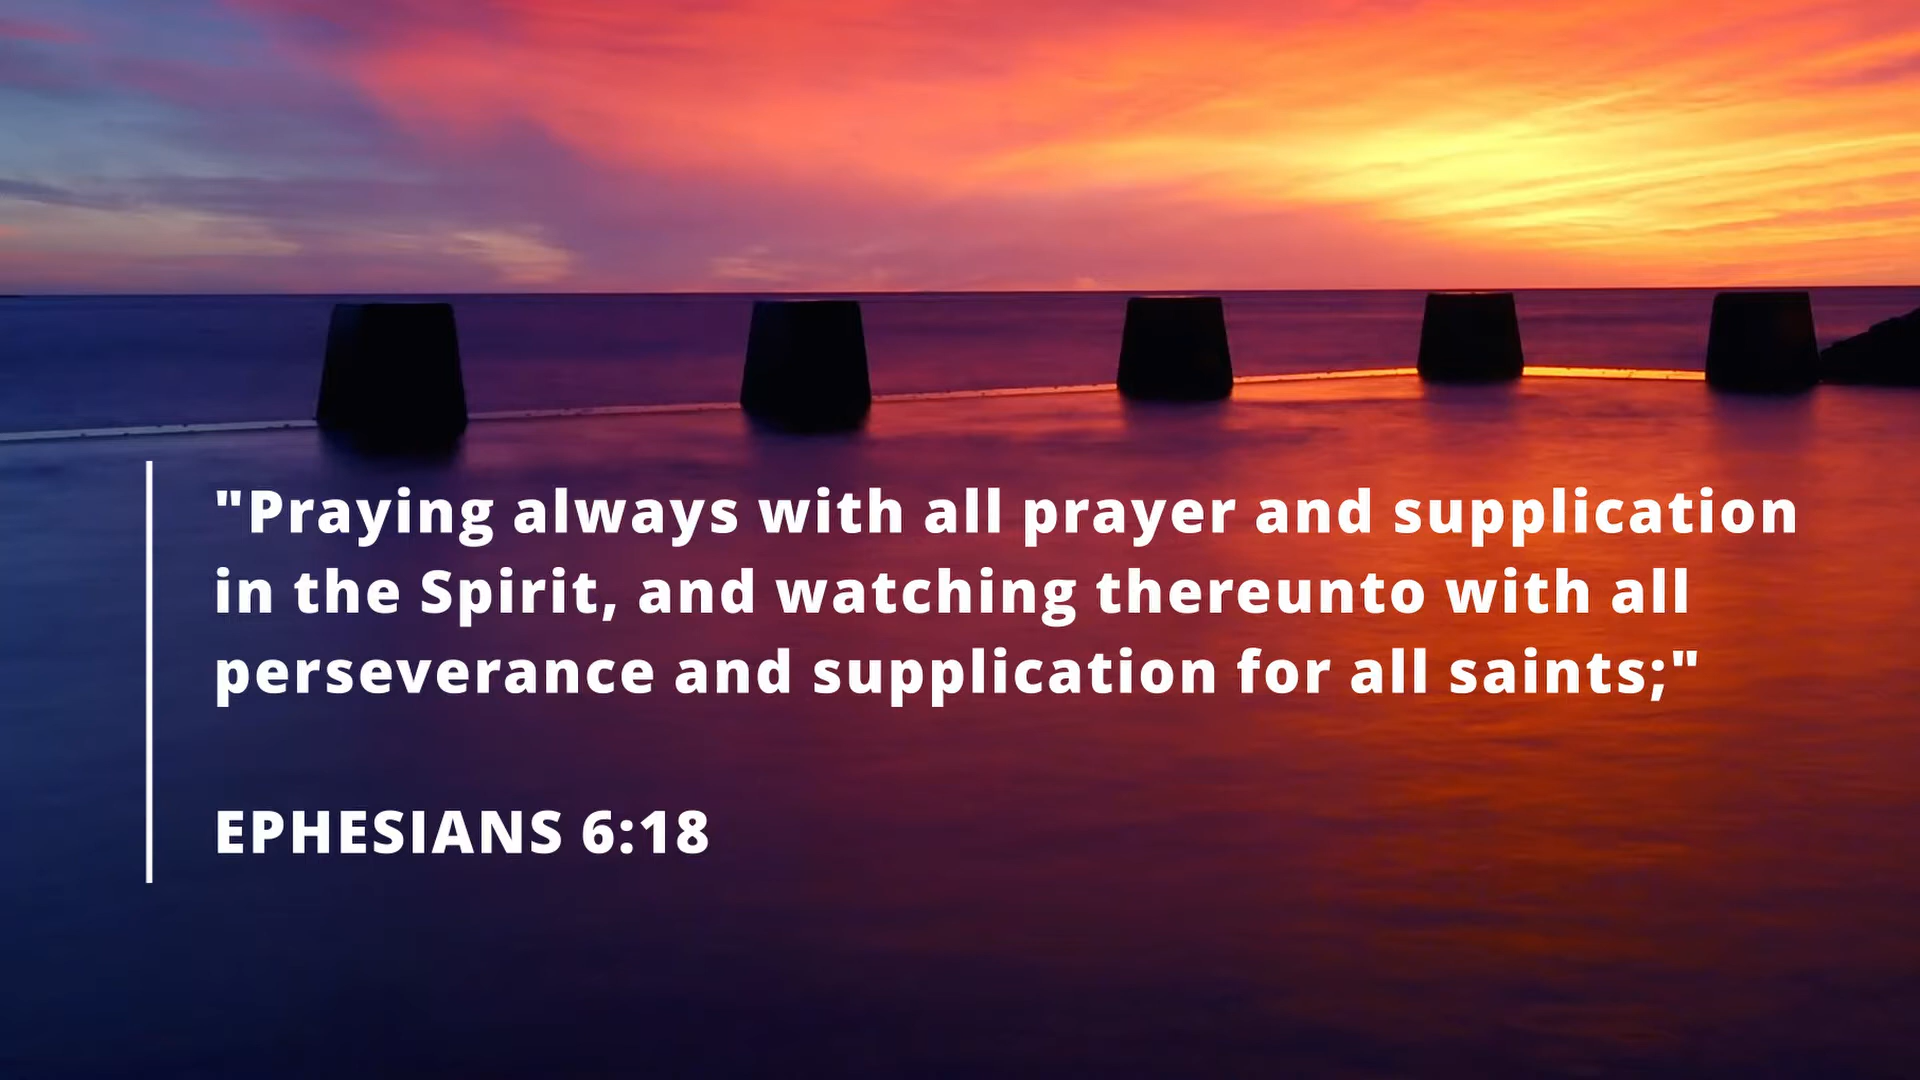 "Praying always with all prayer and supplication
in the Spirit, and watching thereunto with all
perseverance and supplication for all saints;"
EPHESIANS 6:18